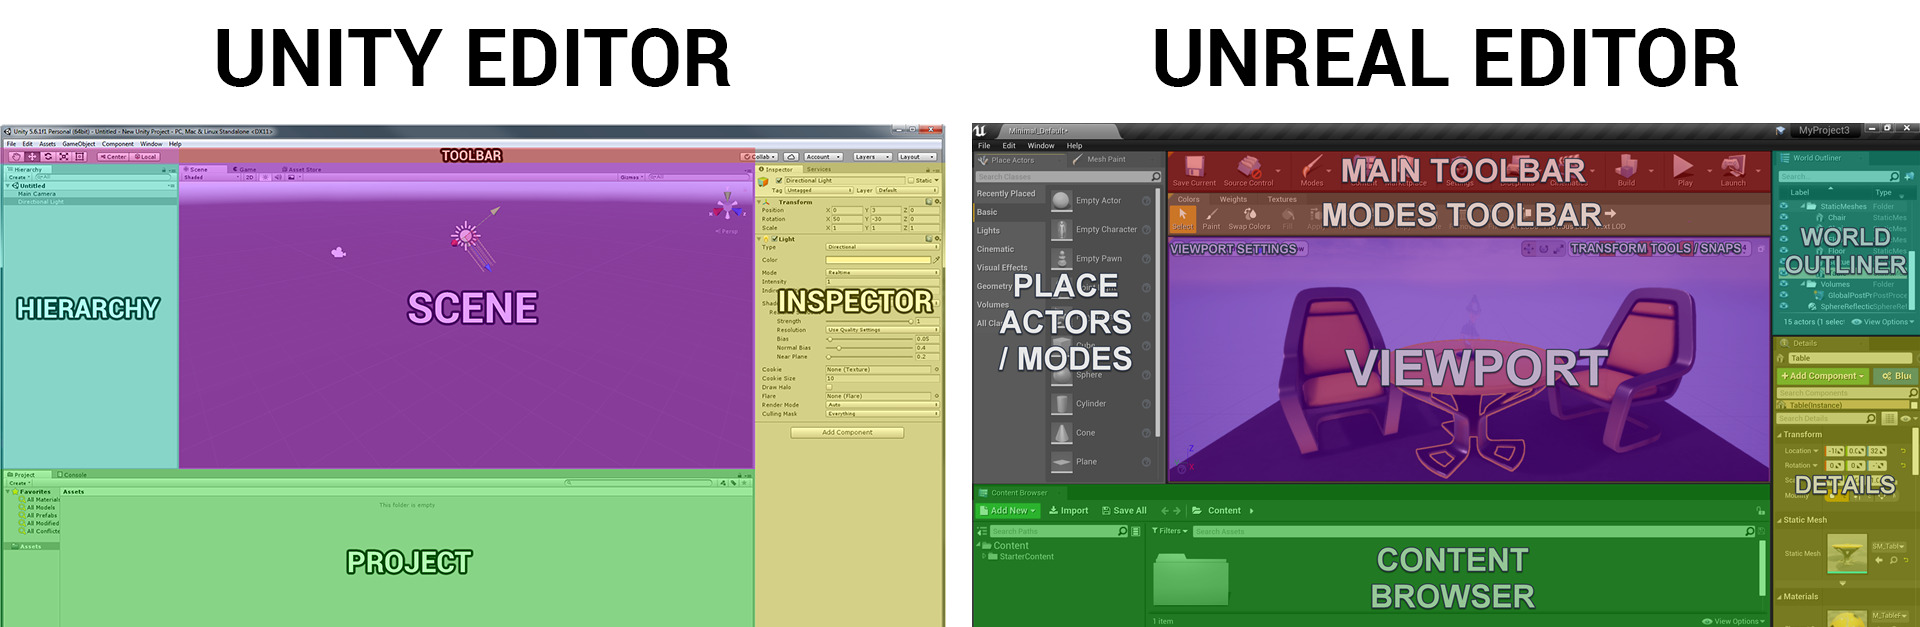 UNITY EDITOR
UNREAL EDITOR
Unity 5.6.1f1 Personal (64bit) - Untitled - New Unity Project - PC, Mac & Linux Standalone <DX11>
File Edit Assets GameObject Component Window Help
Center Local
TOOLBAR
Collab Account Layers Layout
Hierarchy
Create
All
Untitled
Main Camera
Directional Light
HIERARCHY
Scene Game Asset Store
Shaded 2D Gizmos All
Persp
SCENE
Inspector Services
Directional Light Static
Tag Untagged Layer Default
Transform
Position X 0 Y 3 Z 0
Rotation X 50 Y -30 Z 0
Scale X 1 Y 1 Z 1
Light
Type Directional
Color
Mode Realtime
Intensity 1
INSPECTOR
Strength 1
Resolution Use Quality Settings
Bias 0.05
Normal Bias 0.4
Near Plane 0.2
Cookie None (Texture)
Cookie Size 10
Draw Halo
Flare None (Flare)
Render Mode Auto
Culling Mask Everything
Add Component
Project Console
Create
Favorites
All Material
All Models
All Prefabs
All Modified
All Conflicts
Assets
Assets
This folder is empty
PROJECT
Minimal_Default*
MyProject3
File Edit Window Help
Place Actors Mesh Paint
Search Classes
Recently Placed
Basic
Lights
Cinematic
Visual Effects
Geometry
Volumes
All Cla
Empty Actor
Empty Character
Empty Pawn
Cube
Sphere
Cylinder
Cone
Plane
PLACE
ACTORS
/ MODES
Save Current Source Control Modes Build Play Launch
MAIN TOOLBAR
Colors Weights Textures
Select Paint Swap Colors Fill
MODES TOOLBAR
VIEWPORT SETTINGS
TRANSFORM TOOLS / SNAPS
VIEWPORT
World Outliner
Search...
Label Type
StaticMeshes Folder
Chair StaticMes
WORLD
OUTLINER
Floor StaticMes
Volumes Folder
GlobalPostPr PostProce
SphereReflectic SphereRef
15 actors (1 selec View Options
Details
Table
+Add Component Blu
Search Components
Table(Instance)
Search Details
Transform
Location
Rotation
DETAILS
Static Mesh
Static Mesh SM_Tabl
Materials
M_TableF
Content Browser
Add New Import Save All Content
Search Paths Filters Search Assets
Content
StarterContent
CONTENT
BROWSER
1 item View Options